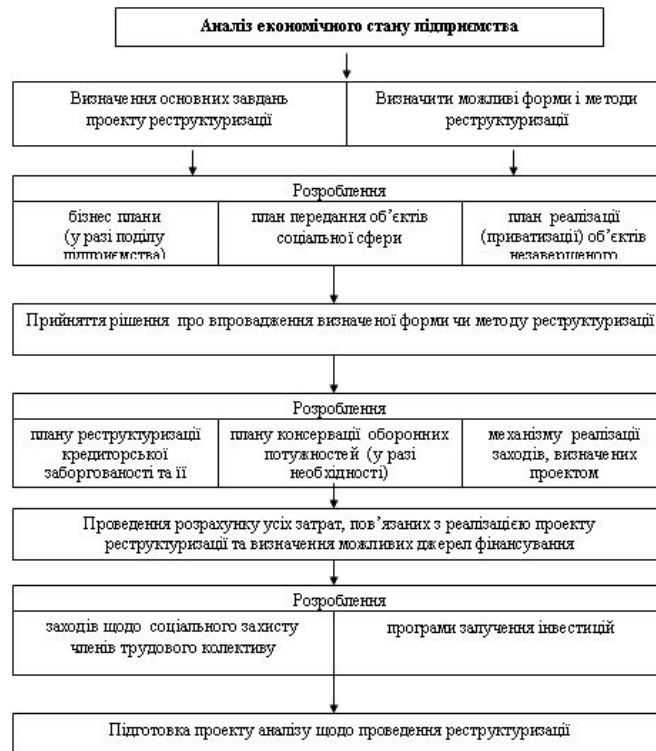 Аналіз економічного стану підприємства
Визначення основних завдань
проекту реструктуризації
Визначити можливі форми і методи
реструктуризації
Розроблення
бізнес плани
(у разі поділу
підприємства)
план передання об’єктів
соціальної сфери
план реалізації
(приватизації) об’єктів
незавершеного
Прийняття рішення про впровадження визначеної форми чи методу реструктуризації
Розроблення
плану реструктуризації
кредиторської
заборгованості та її
плану консервації оборонних
потужностей (у разі
необхідності)
механізму реалізації
заходів, визначених
проектом
Проведення розрахунку усіх затрат, пов’язаних з реалізацією проекту
реструктуризації та визначення можливих джерел фінансування
Розроблення
заходів щодо соціального захисту
членів трудового колективу
програми залучення інвестицій
Підготовка проекту аналізу щодо проведення реструктуризації